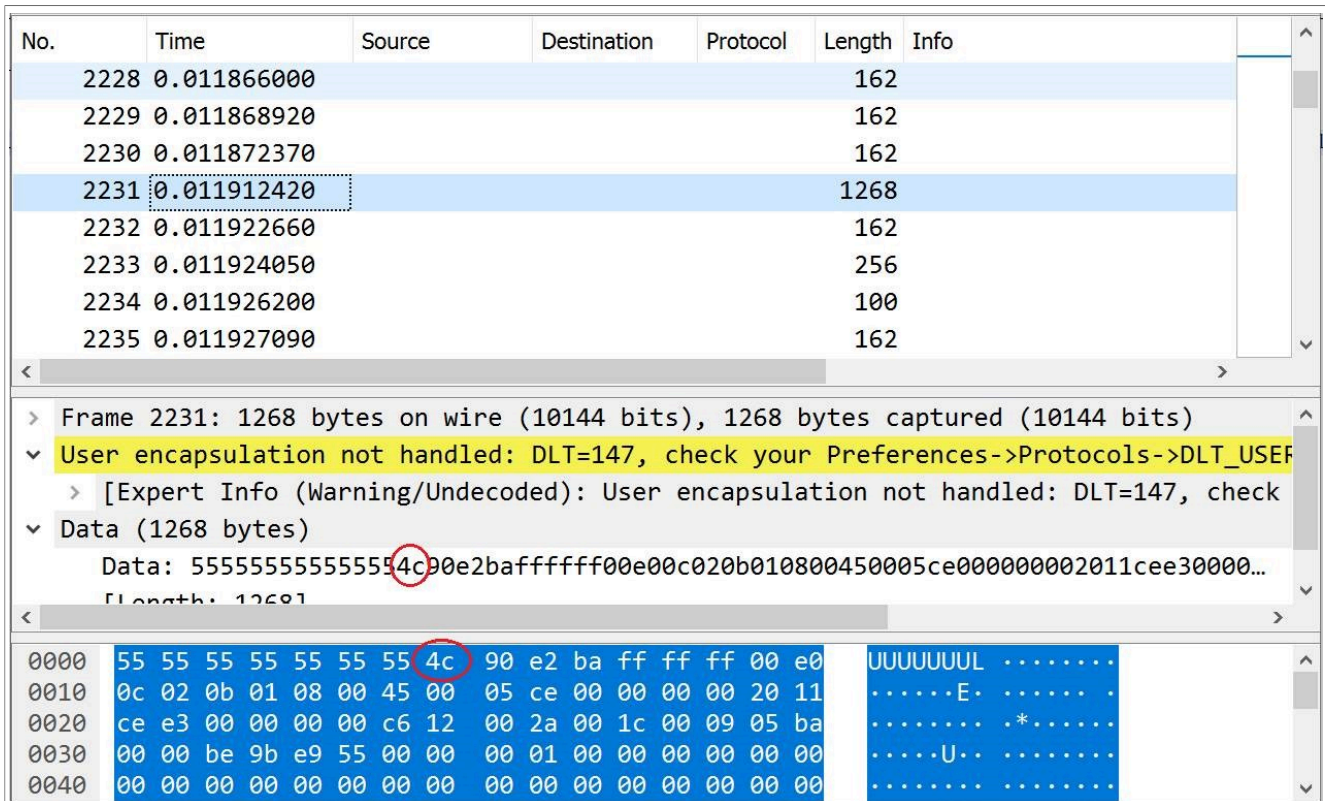 No. Time Source Destination Protocol Length Info
2228 0.011866000 162
2229 0.011868920 162
2230 0.011872370 162
2231 0.011912420 1268
2232 0.011922660 162
2233 0.011924050 256
2234 0.011926200 100
2235 0.011927090 162
> Frame 2231: 1268 bytes on wire (10144 bits), 1268 bytes captured (10144 bits)
User encapsulation not handled: DLT=147, check your Preferences->Protocols->DLT_USER
> [Expert Info (Warning/Undecoded): User encapsulation not handled: DLT=147, check
Data (1268 bytes)
Data: 555555555555554c90e2baffffff00e00c020b010800450005ce000000002011cee30000…
[Length: 1268]
0000 55 55 55 55 55 55 55 4c 90 e2 ba ff ff ff 00 e0 UUUUUUUL ········
0010 0c 02 0b 01 08 00 45 00 05 ce 00 00 00 00 20 11 ······E· ······ ·
0020 ce e3 00 00 00 00 c6 12 00 2a 00 1c 00 09 05 ba ········ ·*······
0030 00 00 be 9b e9 55 00 00 00 01 00 00 00 00 00 00 ·····U·· ········
0040 00 00 00 00 00 00 00 00 00 00 00 00 00 00 00 00 ········ ········